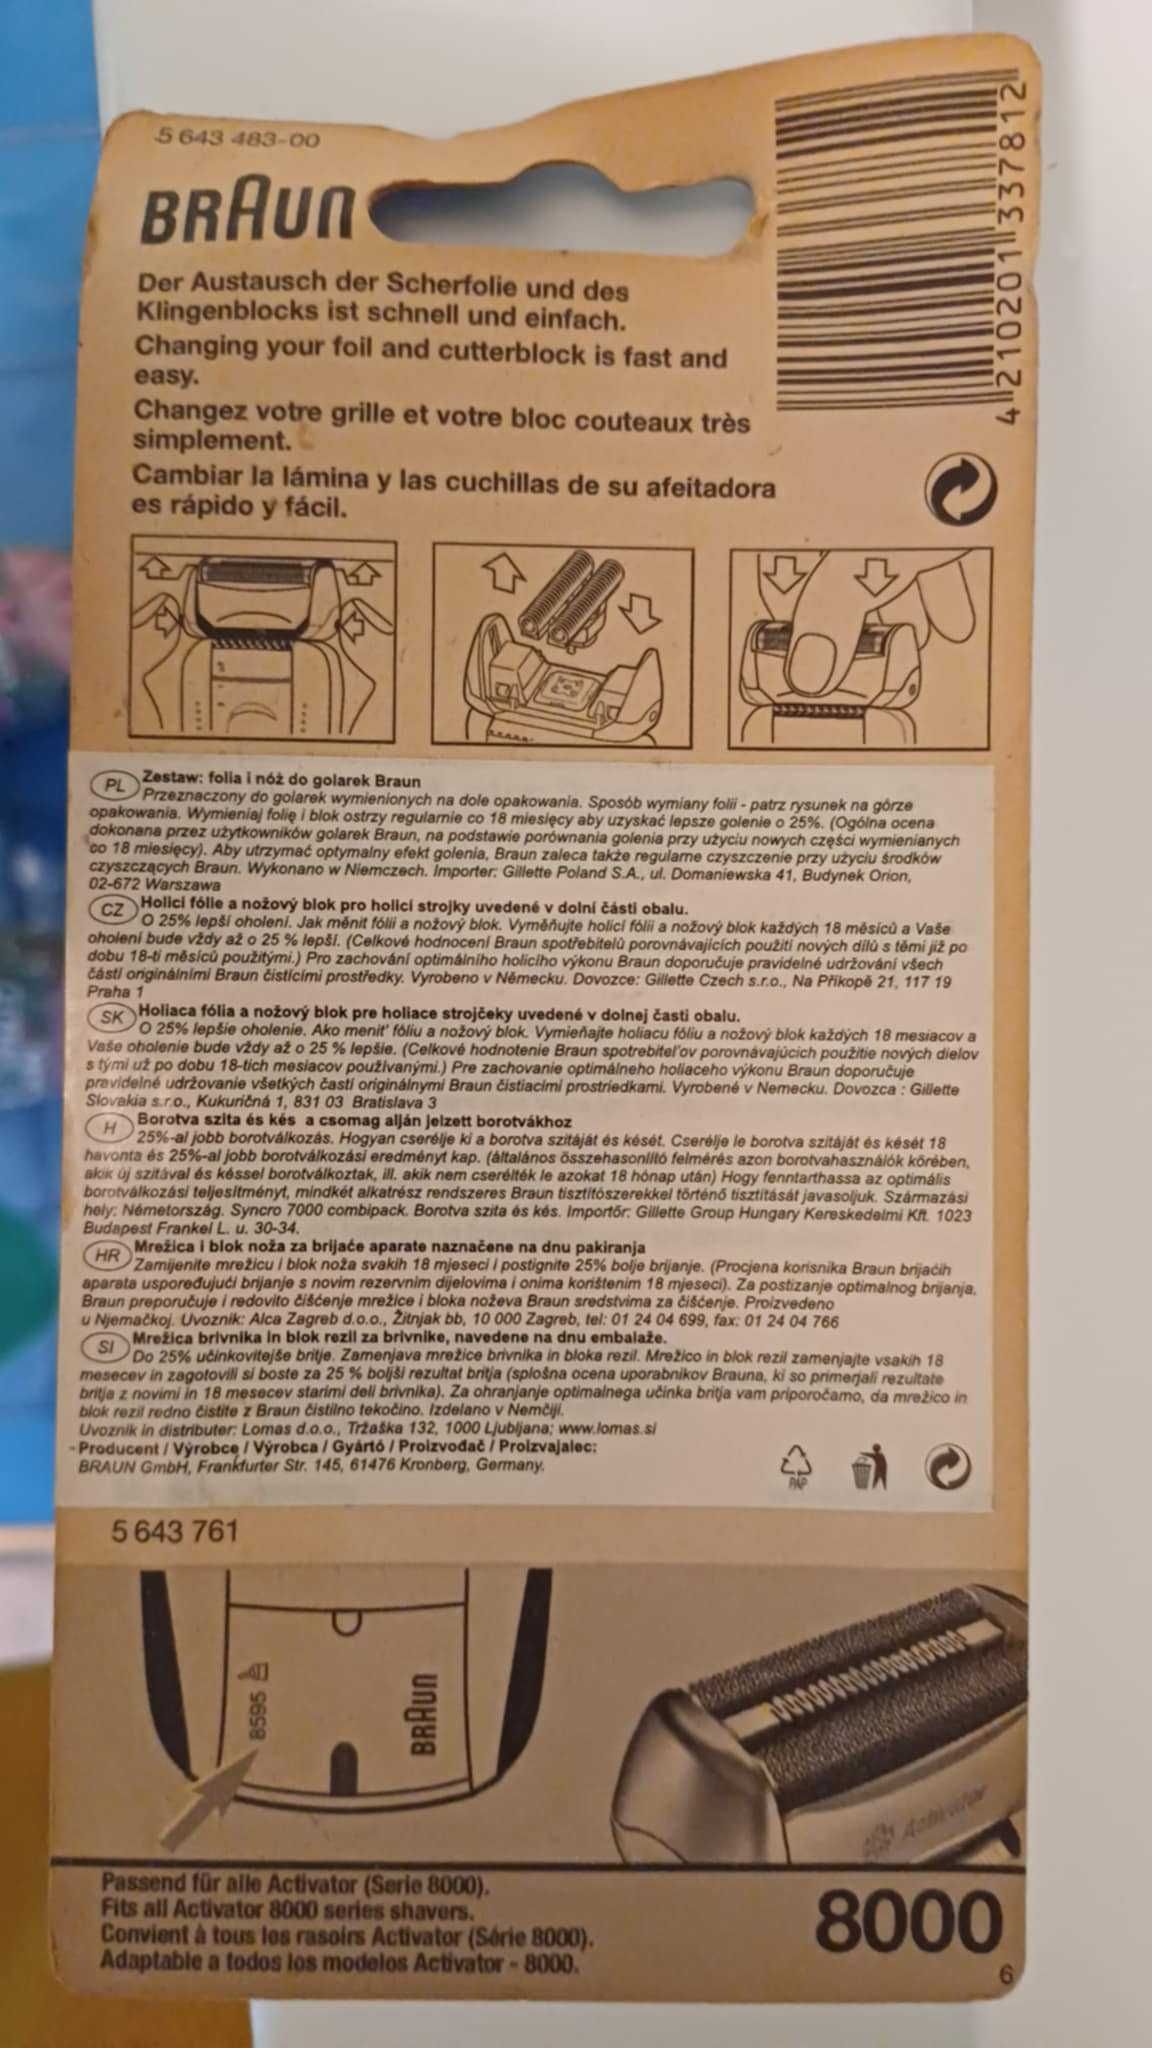 5 643 483-00
BRAUN
4 210201 337812
Der Austausch der Scherfolie und des
Klingenblocks ist schnell und einfach.
Changing your foil and cutterblock is fast and
easy.
Changez votre grille et votre bloc couteaux très
simplement.
Cambiar la lámina y las cuchillas de su afeitadora
es rápido y fácil.
PL Zestaw: folia i nóż do golarek Braun
Przeznaczony do golarek wymienionych na dole opakowania. Sposób wymiany folii - patrz rysunek na górze
opakowania. Wymieniaj folię i blok ostrzy regularnie co 18 miesięcy aby uzyskać lepsze golenie o 25%. (Ogólna ocena
dokonana przez użytkowników golarek Braun, na podstawie porównania golenia przy użyciu nowych części wymienianych
co 18 miesięcy). Aby utrzymać optymalny efekt golenia, Braun zaleca także regularne czyszczenie przy użyciu środków
czyszczących Braun. Wykonano w Niemczech. Importer: Gillette Poland S.A., ul. Domaniewska 41, Budynek Orion,
02-672 Warszawa
CZ Holicí fólie a nožový blok pro holicí strojky uvedené v dolní části obalu.
O 25% lepší oholení. Jak měnit fólii a nožový blok. Vyměňujte holicí fólii a nožový blok každých 18 měsíců a Vaše
oholení bude vždy až o 25 % lepší. (Celkové hodnocení Braun spotřebitelů porovnávajících použití nových dílů s těmi již po
dobu 18-ti měsíců použitými.) Pro zachování optimálního holicího výkonu Braun doporučuje pravidelné udržování všech
částí originálními Braun čisticími prostředky. Vyrobeno v Německu. Dovozce: Gillette Czech s.r.o., Na Příkopě 21, 117 19
Praha 1
SK Holiaca fólia a nožový blok pre holiace strojčeky uvedené v dolnej časti obalu.
O 25% lepšie oholenie. Ako meniť fóliu a nožový blok. Vymieňajte holiacu fóliu a nožový blok každých 18 mesiacov a
Vaše oholenie bude vždy až o 25 % lepšie. (Celkové hodnotenie Braun spotrebiteľov porovnávajúcich použitie nových dielov
s tými už po dobu 18-tich mesiacov používanými.) Pre zachovanie optimálneho holiaceho výkonu Braun doporučuje
pravidelné udržovanie všetkých častí originálnymi Braun čistiacimi prostriedkami. Vyrobené v Nemecku. Dovozca : Gillette
Slovakia s.r.o., Kukuričná 1, 831 03 Bratislava 3
H Borotva szita és kés a csomag alján jelzett borotvákhoz
25%-al jobb borotválkozás. Hogyan cserélje ki a borotva szitáját és kését. Cserélje le borotva szitáját és kését 18
havonta és 25%-al jobb borotválkozási eredményt kap. (általános összehasonlító felmérés azon borotvahasználók körében,
akik új szitával és késsel borotválkoztak, ill. akik nem cserélték le azokat 18 hónap után) Hogy fenntarthassa az optimális
borotválkozási teljesítményt, mindkét alkatrész rendszeres Braun tisztítószerekkel történő tisztítását javasoljuk. Származási
hely: Németország. Syncro 7000 combipack. Borotva szita és kés. Importőr: Gillette Group Hungary Kereskedelmi Kft. 1023
Budapest Frankel L. u. 30-34.
HR Mrežica i blok noža za brijaće aparate naznačene na dnu pakiranja
Zamijenite mrežicu i blok noža svakih 18 mjeseci i postignite 25% bolje brijanje. (Procjena korisnika Braun brijaćih
aparata uspoređujući brijanje s novim rezervnim dijelovima i onima korištenim 18 mjeseci). Za postizanje optimalnog brijanja,
Braun preporučuje i redovito čišćenje mrežice i bloka noževa Braun sredstvima za čišćenje. Proizvedeno
u Njemačkoj. Uvoznik: Alca Zagreb d.o.o., Žitnjak bb, 10 000 Zagreb, tel: 01 24 04 699, fax: 01 24 04 766
SI Mrežica brivnika in blok rezil za brivnike, navedene na dnu embalaže.
Do 25% učinkovitejše britje. Zamenjava mrežice brivnika in bloka rezil. Mrežico in blok rezil zamenjajte vsakih 18
mesecev in zagotovili si boste za 25 % boljši rezultat britja (splošna ocena uporabnikov Brauna, ki so primerjali rezultate
britja z novimi in 18 mesecev starimi deli brivnika). Za ohranjanje optimalnega učinka britja vam priporočamo, da mrežico in
blok rezil redno čistite z Braun čistilno tekočino. Izdelano v Nemčiji.
Uvoznik in distributer: Lomas d.o.o., Tržaška 132, 1000 Ljubljana; www.lomas.si
- Producent / Výrobce / Výrobca / Gyártó / Proizvođač / Proizvajalec:
BRAUN GmbH, Frankfurter Str. 145, 61476 Kronberg, Germany.
PAP
5 643 761
8595
BRAUN
Activator
Passend für alle Activator (Serie 8000).
Fits all Activator 8000 series shavers.
Convient à tous les rasoirs Activator (Série 8000).
Adaptable a todos los modelos Activator - 8000.
8000
6